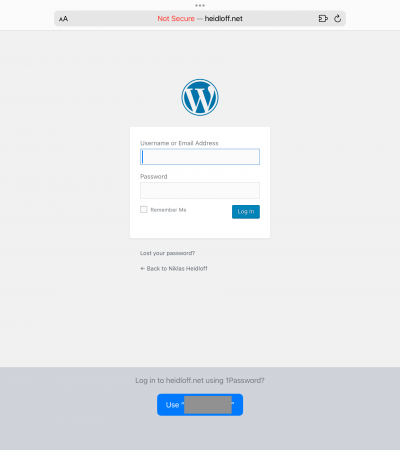 AA Not Secure — heidloff.net
Username or Email Address
Password
Remember Me
Log In
Lost your password?
← Back to Niklas Heidloff
Log in to heidloff.net using 1Password?
Use “ ”